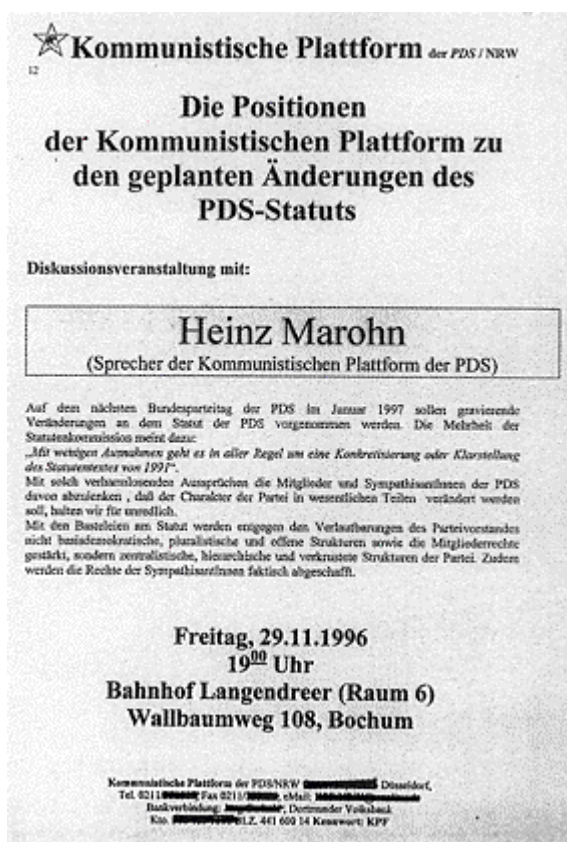 Kommunistische Plattform der PDS / NRW
12
Die Positionen
der Kommunistischen Plattform zu
den geplanten Änderungen des
PDS-Statuts
Diskussionsveranstaltung mit:
Heinz Marohn
(Sprecher der Kommunistischen Plattform der PDS)
Auf dem nächsten Bundesparteitag der PDS im Januar 1997 sollen gravierende
Veränderungen an dem Statut der PDS vorgenommen werden. Die Mehrheit der
Statutenkommission meint dazu:
„Mit wenigen Ausnahmen geht es in aller Regel um eine Konkretisierung oder Klarstellung
des Statutentextes von 1991“.
Mit solch verharmlosenden Aussprüchen die Mitglieder und SympathisantInnen der PDS
davon abzulenken , daß der Charakter der Partei in wesentlichen Teilen verändert werden
soll, halten wir für unredlich.
Mit den Basteleien am Statut werden entgegen den Verlautbarungen des Parteivorstandes
nicht basisdemokratische, pluralistische und offene Strukturen sowie die Mitgliederrechte
gestärkt, sondern zentralistische, hierarchische und verkrustete Strukturen der Partei. Zudem
werden die Rechte der SympathisantInnen faktisch abgeschafft.
Freitag, 29.11.1996
19⁰⁰ Uhr
Bahnhof Langendreer (Raum 6)
Wallbaumweg 108, Bochum
Kommunistische Plattform der PDS/NRW Düsseldorf,
Tel. 0211/ Fax 0211/ eMail:
Bankverbindung: Dortmunder Volksbank
Kto. BLZ. 441 600 14 Kennwort: KPF